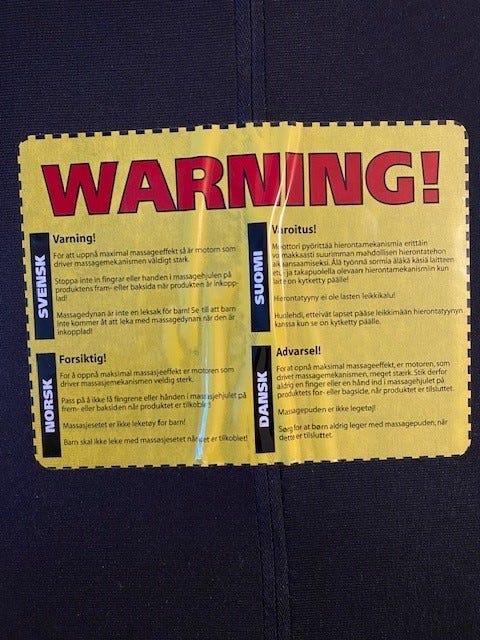 WARNING!
SVENSK
Varning!
För att uppnå maximal massageeffekt så är motorn som
driver massagemekanismen väldigt stark.
Stoppa inte in fingrar eller handen i massagehjulen på
produktens fram- eller baksida när produkten är inkopp-
lad!
Massagedynan är inte en leksak för barn! Se till att barn
inte kommer åt att leka med massagedynan när den är
inkopplad!
SUOMI
Varoitus!
Moottori pyörittää hierontamekanismia erittäin
voimakkaasti suurimman mahdollisen hierontatehon
aikaansaamiseksi. Älä työnnä sormia äläkä käsiä laitteen
etu- ja takapuolella olevaan hierontamekanismiin kun
laite on kytketty päälle!
Hierontatyyny ei ole lasten leikkikalu!
Huolehdi, etteivät lapset pääse leikkimään hierontatyynyn
kanssa kun se on kytketty päälle.
NORSK
Forsiktig!
For å oppnå maksimal massasjeeffekt er motoren som
driver massasjemekanismen veldig sterk.
Pass på å ikke få fingrene eller hånden i massasjehjulet på
frem- eller baksiden når produktet er tilkoblet
Massasjesetet er ikke leketøy for barn!
Barn skal ikke leke med massasjesetet når det er tilkoblet!
DANSK
Advarsel!
For at opnå maksimal massageeffekt, er motoren, som
driver massagemekanismen, meget stærk. Stik derfor
aldrig en finger eller en hånd ind i massagehjulet på
produktets for- eller bagside, når produktet er tilsluttet.
Massagepuden er ikke legetøj!
Sørg for at børn aldrig leger med massagepuden, når
dette er tilsluttet.